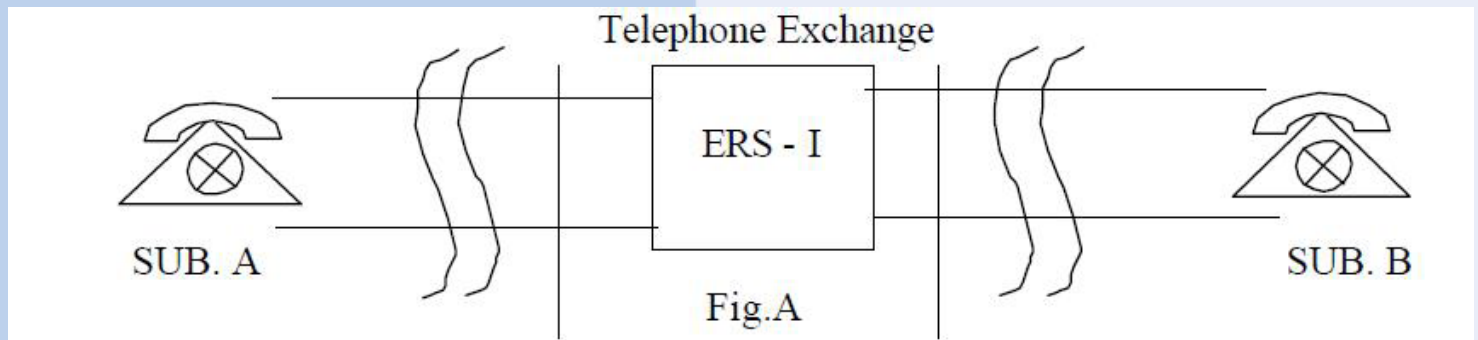 Telephone Exchange
ERS - I
SUB. A
SUB. B
Fig.A